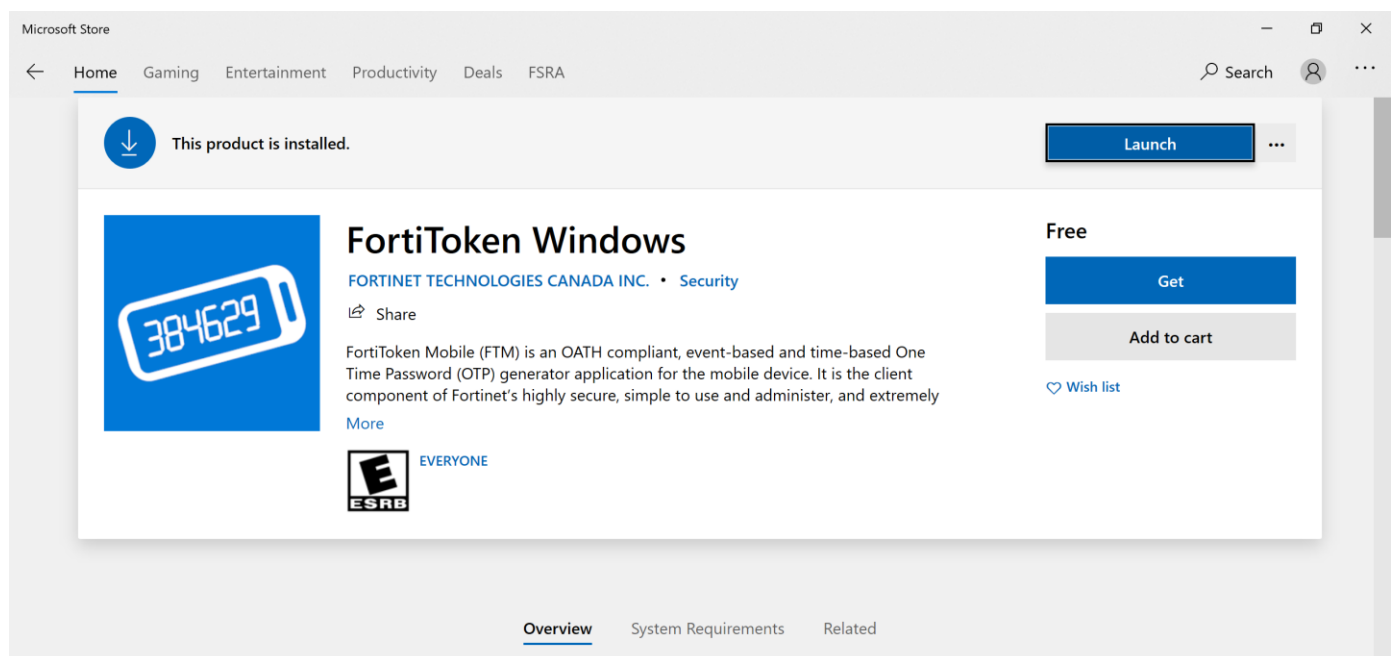 Microsoft Store
Home Gaming Entertainment Productivity Deals FSRA Search
This product is installed. Launch
384629
FortiToken Windows
FORTINET TECHNOLOGIES CANADA INC. • Security
Share
FortiToken Mobile (FTM) is an OATH compliant, event-based and time-based One
Time Password (OTP) generator application for the mobile device. It is the client
component of Fortinet’s highly secure, simple to use and administer, and extremely
More
E
ESRB
EVERYONE
Free
Get
Add to cart
Wish list
Overview System Requirements Related